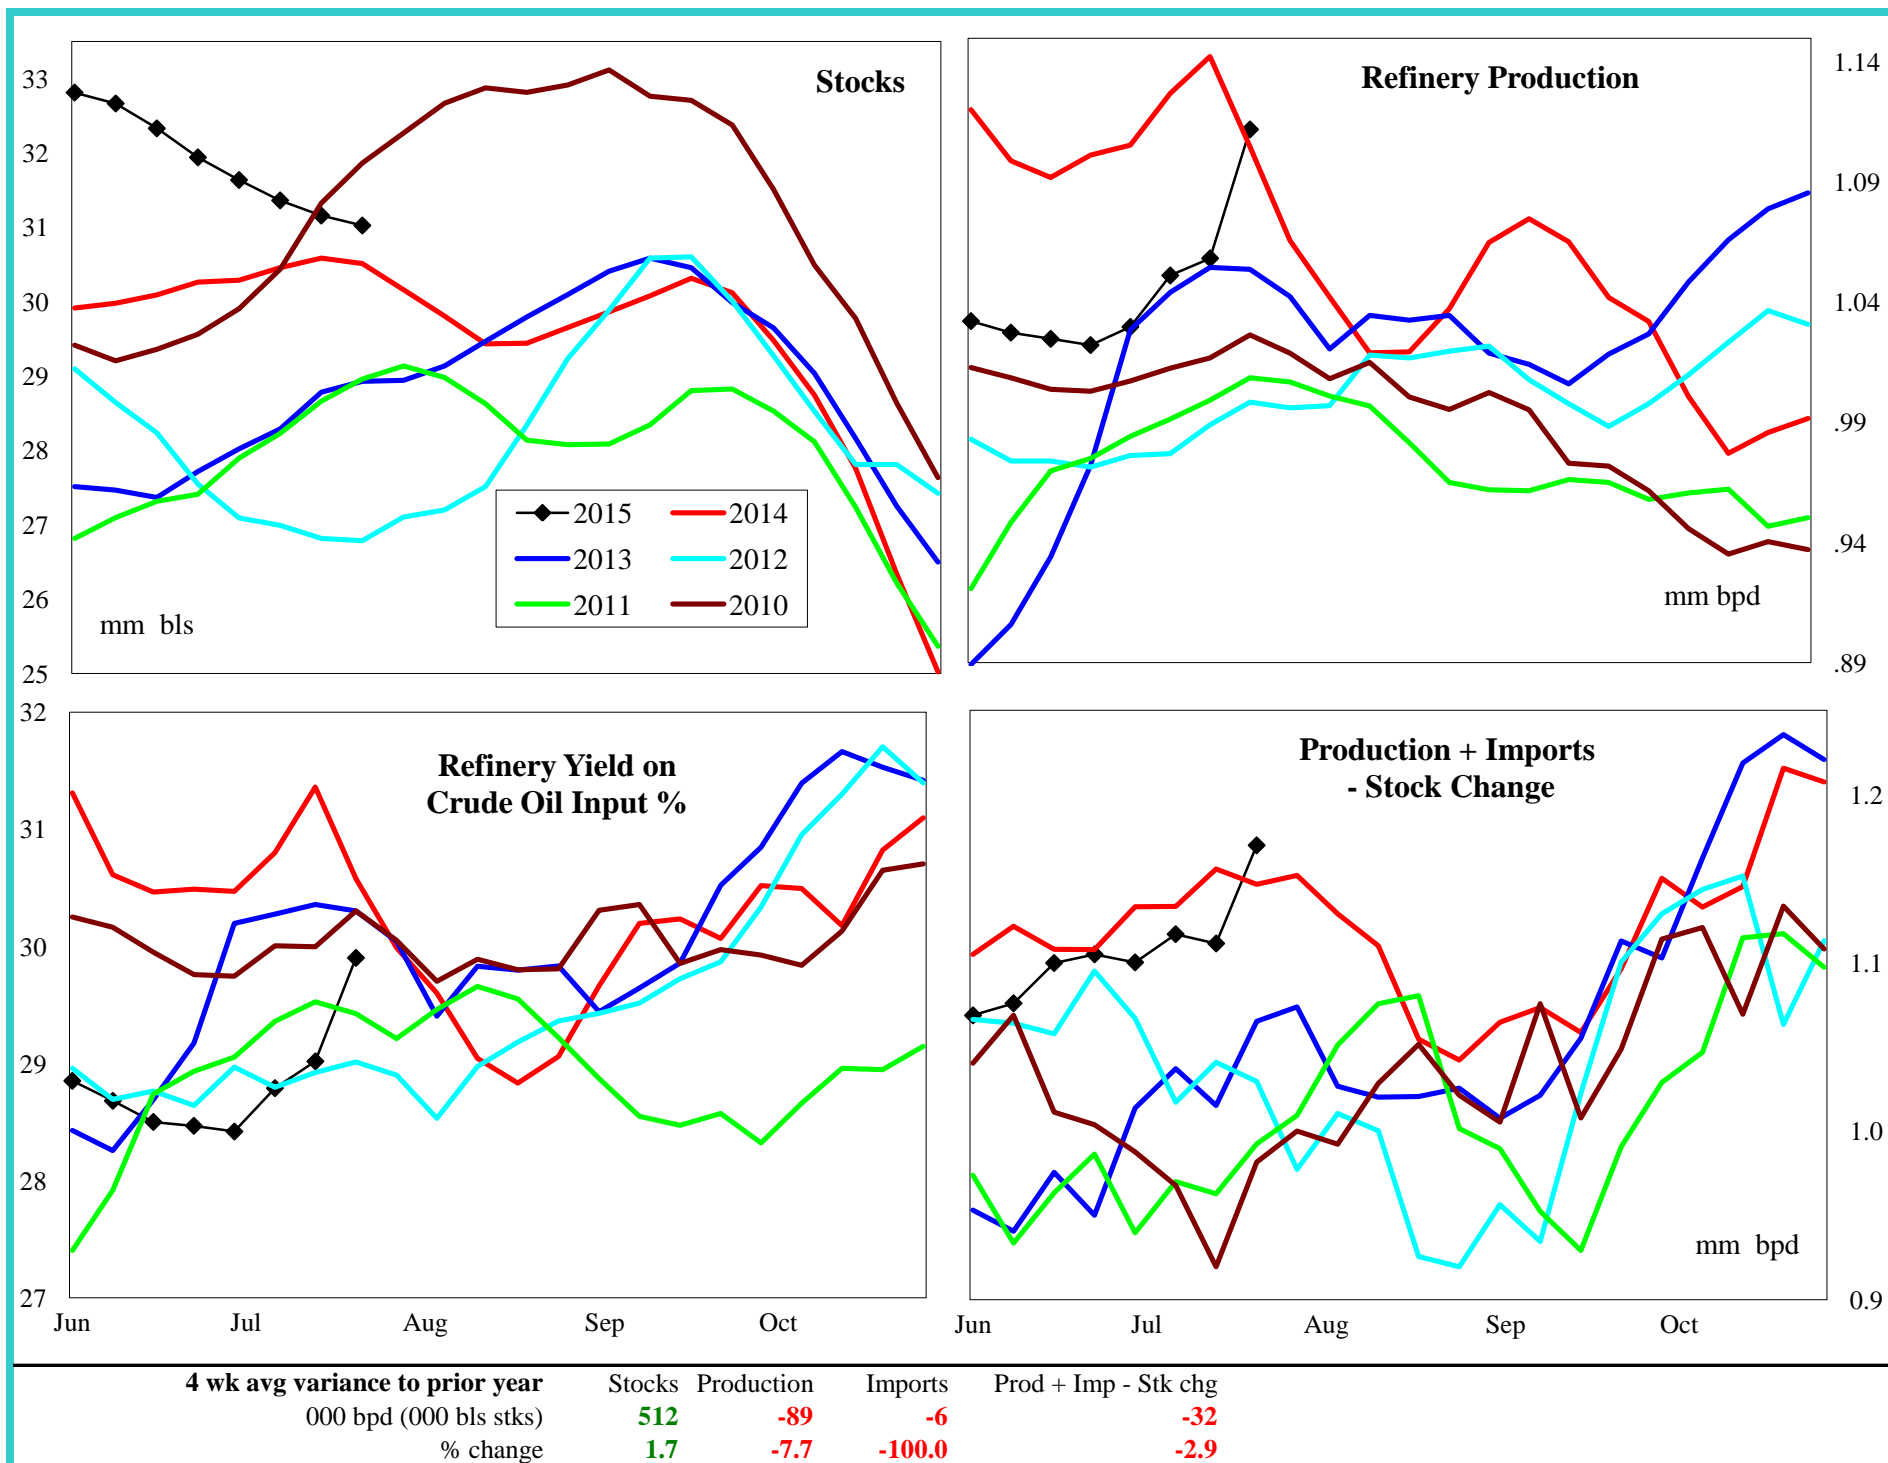 Stocks
33
32
31
30
29
28
27
26
25
mm bls
2015
2014
2013
2012
2011
2010
Refinery Production
1.14
1.09
1.04
.99
.94
.89
mm bpd
Refinery Yield on
Crude Oil Input %
32
31
30
29
28
27
Jun Jul Aug Sep Oct
Production + Imports
- Stock Change
1.2
1.1
1.0
0.9
mm bpd
Jun Jul Aug Sep Oct
4 wk avg variance to prior year Stocks Production Imports Prod + Imp - Stk chg
000 bpd (000 bls stks) 512 -89 -6 -32
% change 1.7 -7.7 -100.0 -2.9